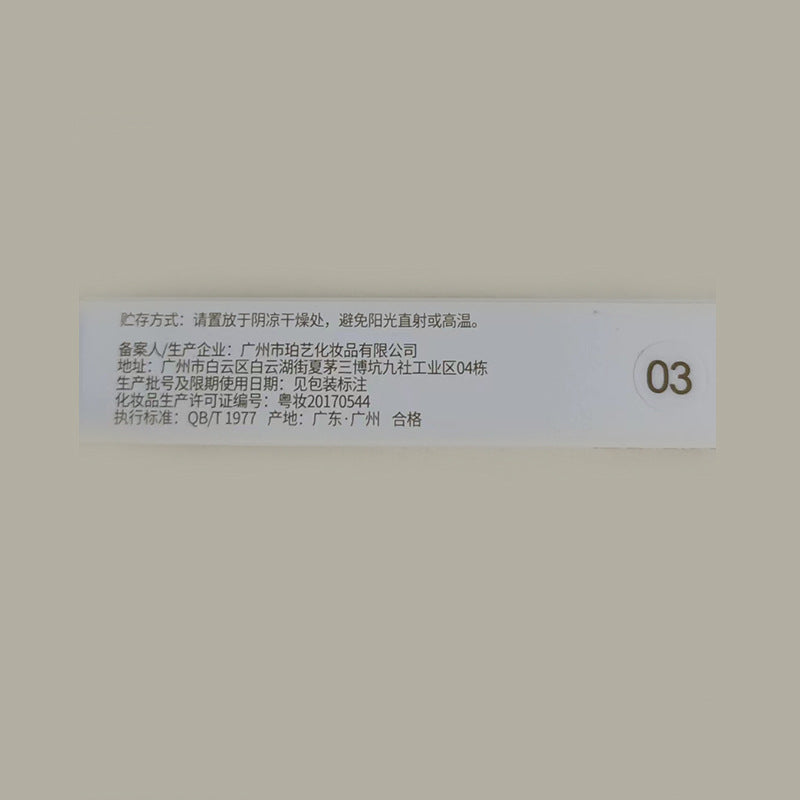 贮存方式：请置放于阴凉干燥处，避免阳光直射或高温。
备案人/生产企业：广州市珀艺化妆品有限公司
地址：广州市白云区白云湖街夏茅三博坑九社工业区04栋
生产批号及限期使用日期：见包装标注
化妆品生产许可证编号：粤妆20170544
执行标准：QB/T 1977 产地：广东·广州 合格
03